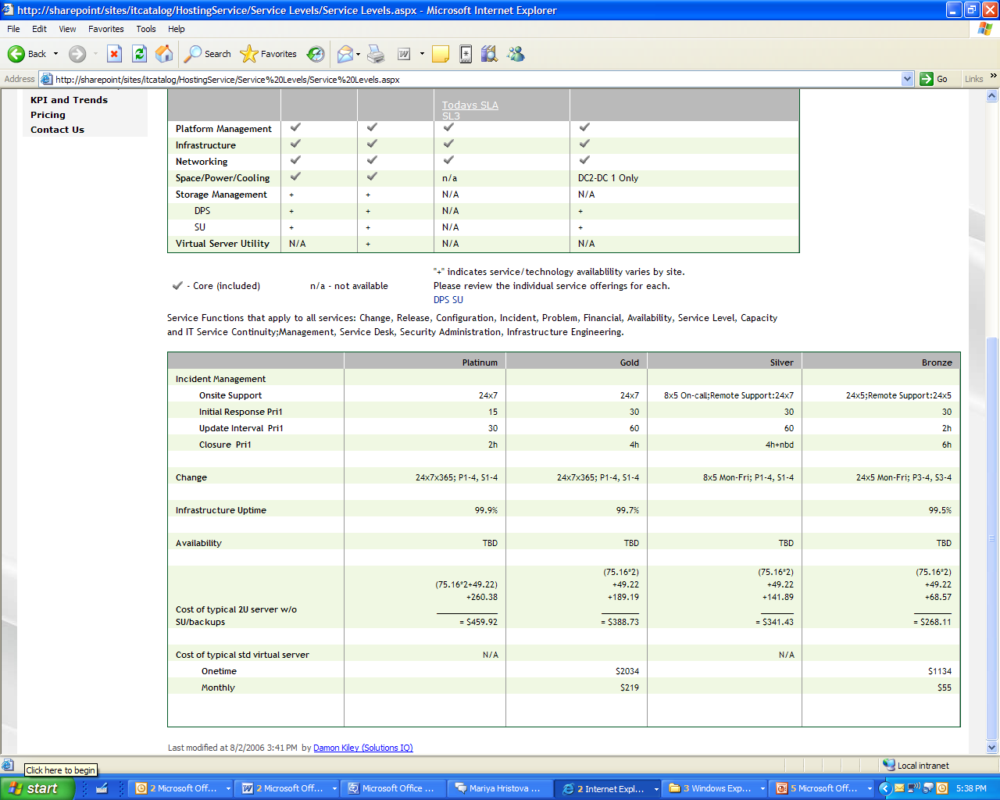 http://sharepoint/sites/itcatalog/HostingService/Service Levels/Service Levels.aspx - Microsoft Internet Explorer
File Edit View Favorites Tools Help
Back Search Favorites
Address http://sharepoint/sites/itcatalog/HostingService/Service%20Levels/Service%20Levels.aspx Go Links »
KPI and Trends
Pricing
Contact Us
Todays SLA
SL3
Platform Management
Infrastructure
Networking
Space/Power/Cooling n/a DC2-DC 1 Only
Storage Management + + N/A N/A
DPS + + N/A +
SU + + N/A +
Virtual Server Utility N/A + N/A N/A
"+" indicates service/technology availablility varies by site.
- Core (included) n/a - not available Please review the individual service offerings for each.
DPS SU
Service Functions that apply to all services: Change, Release, Configuration, Incident, Problem, Financial, Availability, Service Level, Capacity
and IT Service Continuity;Management, Service Desk, Security Administration, Infrastructure Engineering.
Platinum Gold Silver Bronze
Incident Management
Onsite Support 24x7 24x7 8x5 On-call;Remote Support:24x7 24x5;Remote Support:24x5
Initial Response Pri1 15 30 30 30
Update Interval Pri1 30 60 60 2h
Closure Pri1 2h 4h 4h+nbd 6h
Change 24x7x365; P1-4, S1-4 24x7x365; P1-4, S1-4 8x5 Mon-Fri; P1-4, S1-4 24x5 Mon-Fri; P3-4, S3-4
Infrastructure Uptime 99.9% 99.7% 99.5%
Availability TBD TBD TBD TBD
(75.16*2) (75.16*2) (75.16*2)
(75.16*2+49.22) +49.22 +49.22 +49.22
+260.38 +189.19 +141.89 +68.57
Cost of typical 2U server w/o
SU/backups = $459.92 = $388.73 = $341.43 = $268.11
Cost of typical std virtual server N/A N/A
Onetime $2034 $1134
Monthly $219 $55
Last modified at 8/2/2006 3:41 PM by Damon Kiley (Solutions IQ)
Click here to begin
Local intranet
start 2 Microsoft Off... 2 Microsoft Off... Microsoft Office ... Mariya Hristova ... 2 Internet Expl... 3 Windows Exp... 5 Microsoft Off... 5:38 PM